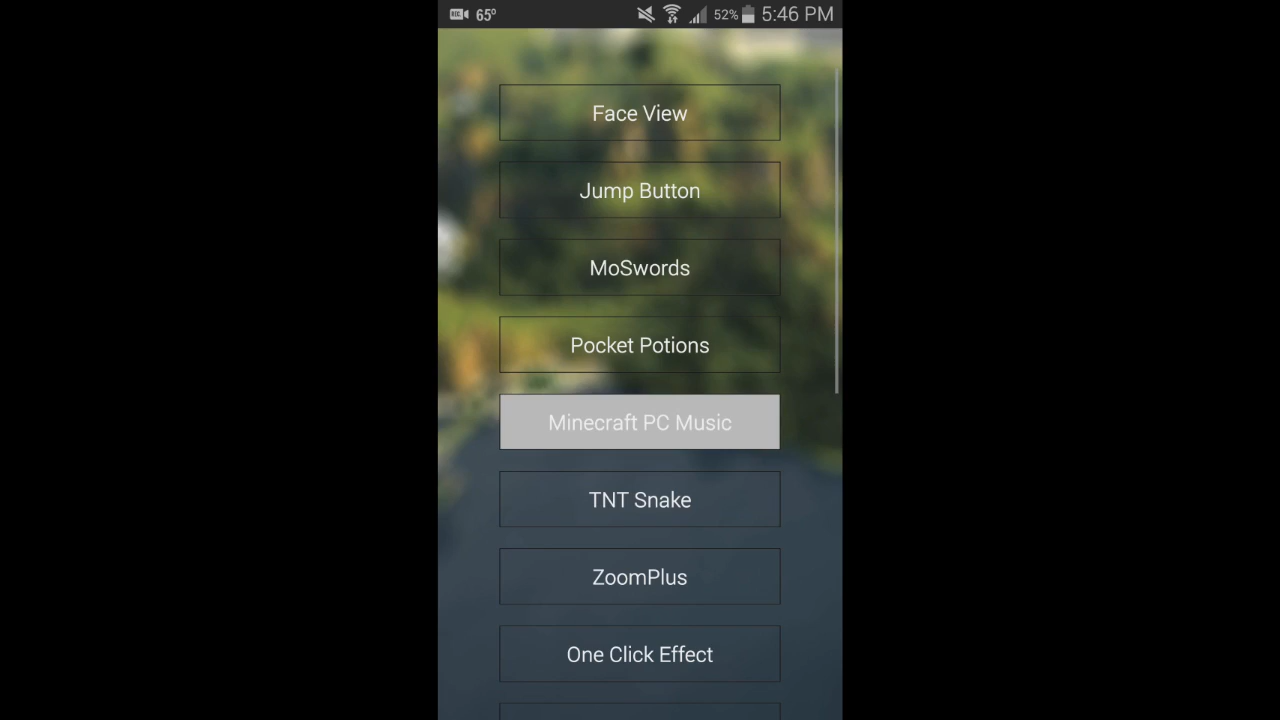 REC 65° 52% 5:46 PM
Face View
Jump Button
MoSwords
Pocket Potions
Minecraft PC Music
TNT Snake
ZoomPlus
One Click Effect